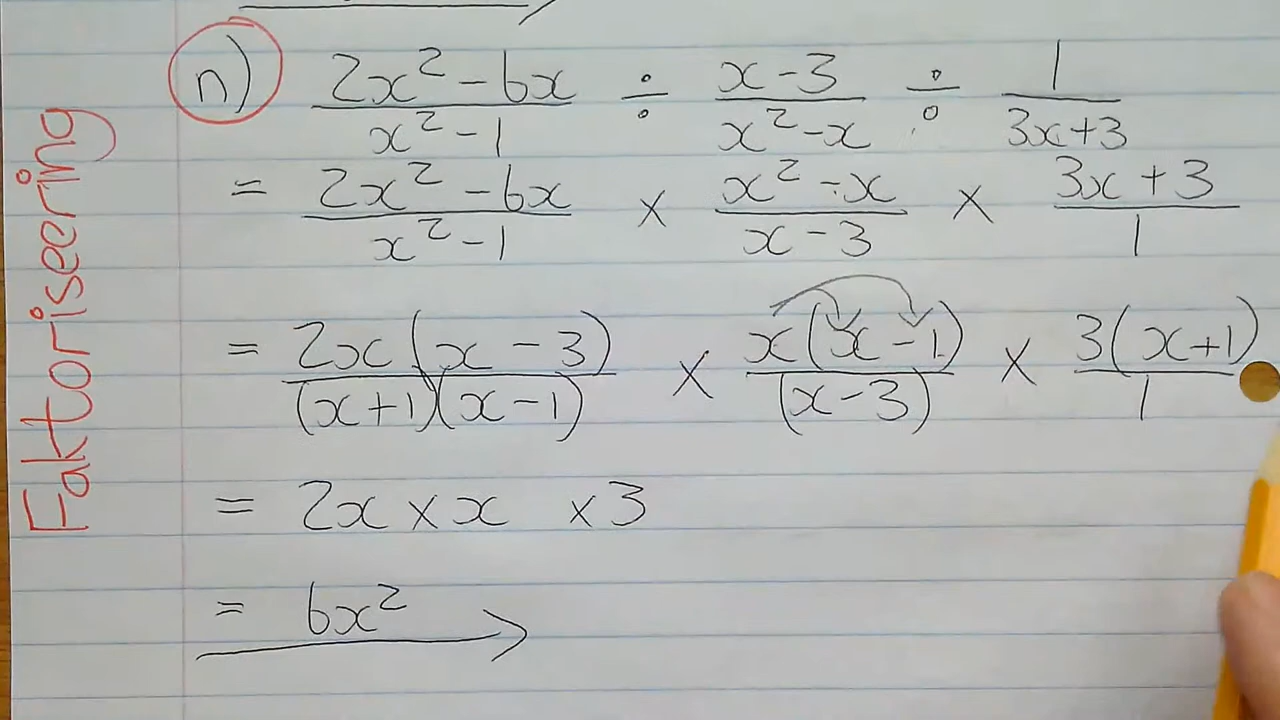 Faktoriseering
n) (2x² - 6x)/(x² - 1) ÷ (x - 3)/(x² - x) ÷ 1/(3x + 3)
= (2x² - 6x)/(x² - 1) × (x² - x)/(x - 3) × (3x + 3)/1
= 2x(x - 3)/(x + 1)(x - 1) × x(x - 1)/(x - 3) × 3(x + 1)/1
= 2x × x × 3
= 6x²